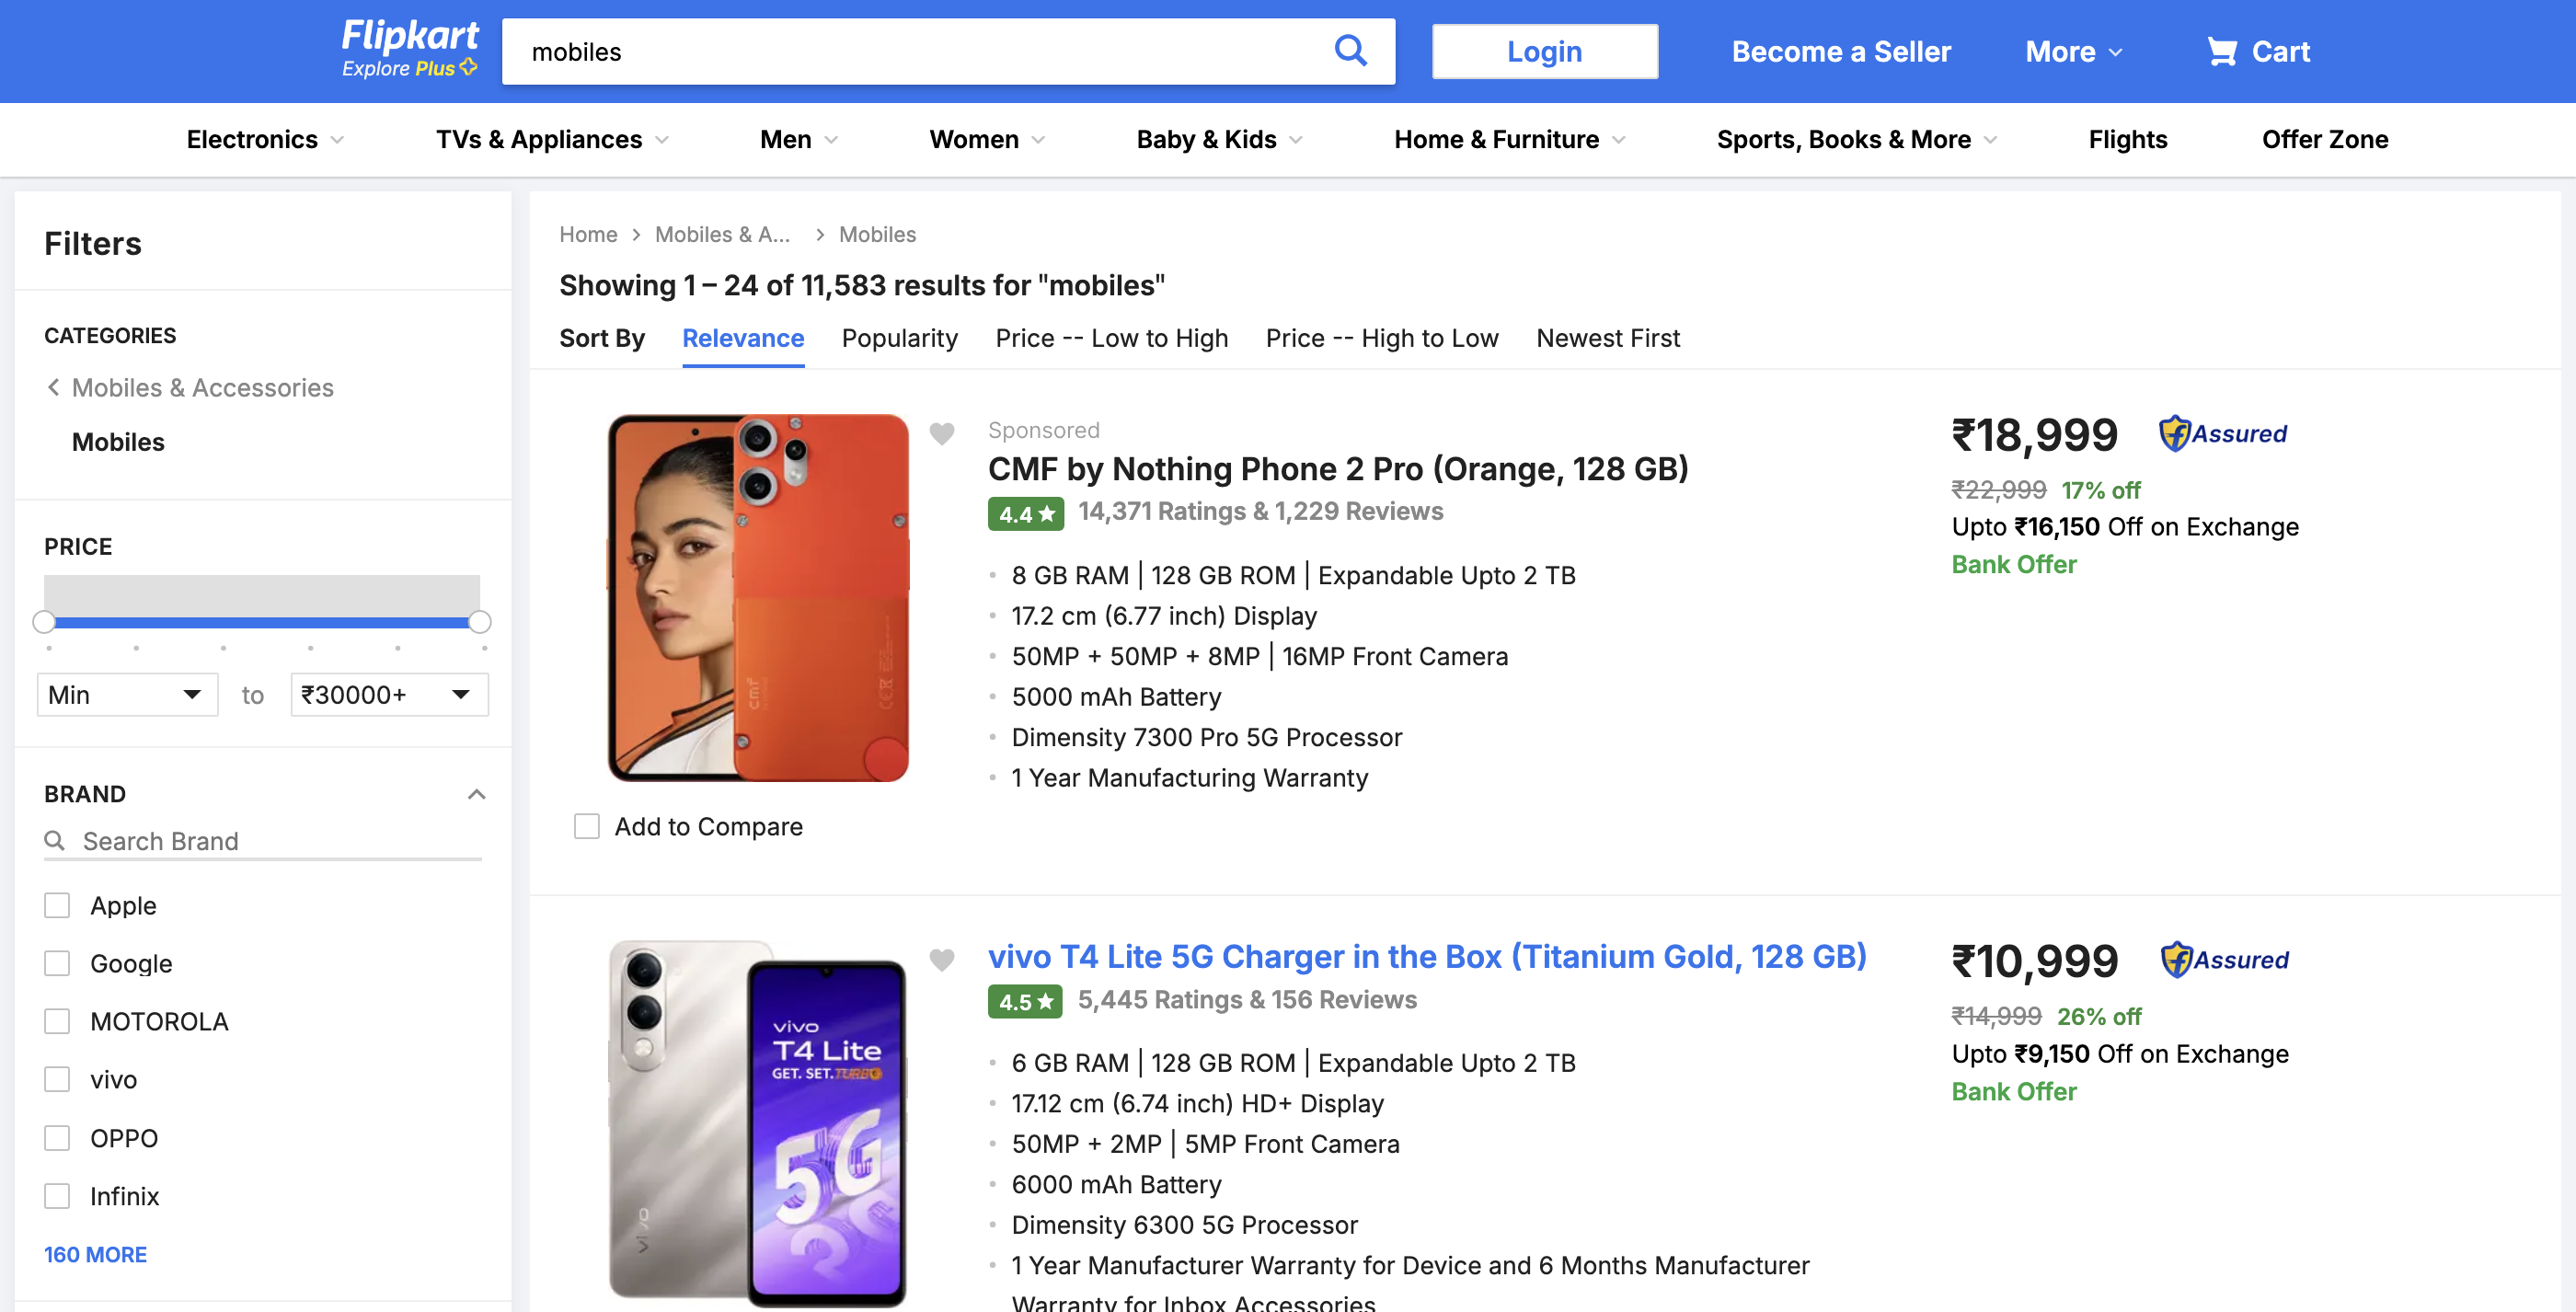 Flipkart
Explore Plus
mobiles
Login
Become a Seller
More
Cart
Electronics
TVs & Appliances
Men
Women
Baby & Kids
Home & Furniture
Sports, Books & More
Flights
Offer Zone
Filters
CATEGORIES
Mobiles & Accessories
Mobiles
PRICE
Min
to
₹30000+
BRAND
Search Brand
Apple
Google
MOTOROLA
vivo
OPPO
Infinix
160 MORE
Home
Mobiles & A...
Mobiles
Showing 1 – 24 of 11,583 results for "mobiles"
Sort By
Relevance
Popularity
Price -- Low to High
Price -- High to Low
Newest First
cmf
Add to Compare
Sponsored
CMF by Nothing Phone 2 Pro (Orange, 128 GB)
4.4★ 14,371 Ratings & 1,229 Reviews
8 GB RAM | 128 GB ROM | Expandable Upto 2 TB
17.2 cm (6.77 inch) Display
50MP + 50MP + 8MP | 16MP Front Camera
5000 mAh Battery
Dimensity 7300 Pro 5G Processor
1 Year Manufacturing Warranty
₹18,999
Assured
₹22,999 17% off
Upto ₹16,150 Off on Exchange
Bank Offer
vivo
vivo
T4 Lite
GET. SET. TURBO
5G
vivo T4 Lite 5G Charger in the Box (Titanium Gold, 128 GB)
4.5★ 5,445 Ratings & 156 Reviews
6 GB RAM | 128 GB ROM | Expandable Upto 2 TB
17.12 cm (6.74 inch) HD+ Display
50MP + 2MP | 5MP Front Camera
6000 mAh Battery
Dimensity 6300 5G Processor
1 Year Manufacturer Warranty for Device and 6 Months Manufacturer
Warranty for Inbox Accessories
₹10,999
Assured
₹14,999 26% off
Upto ₹9,150 Off on Exchange
Bank Offer